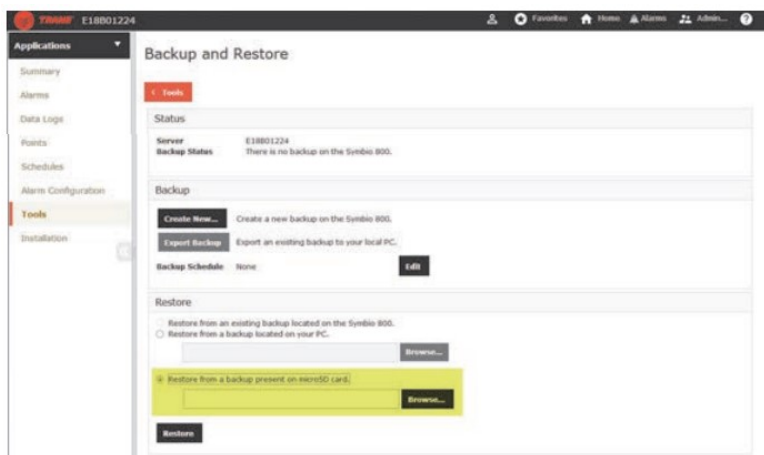 TRANE E18B01224 Favorites Home Alarms Admin... ?
Applications
Summary
Alarms
Data Logs
Points
Schedules
Alarm Configuration
Tools
Installation
Backup and Restore
< Tools
Status
Server E18B01224
Backup Status There is no backup on the Symbio 800.
Backup
Create New... Create a new backup on the Symbio 800.
Export Backup Export an existing backup to your local PC.
Backup Schedule None Edit
Restore
Restore from an existing backup located on the Symbio 800.
Restore from a backup located on your PC.
Browse...
Restore from a backup present on microSD card.
Browse...
Restore